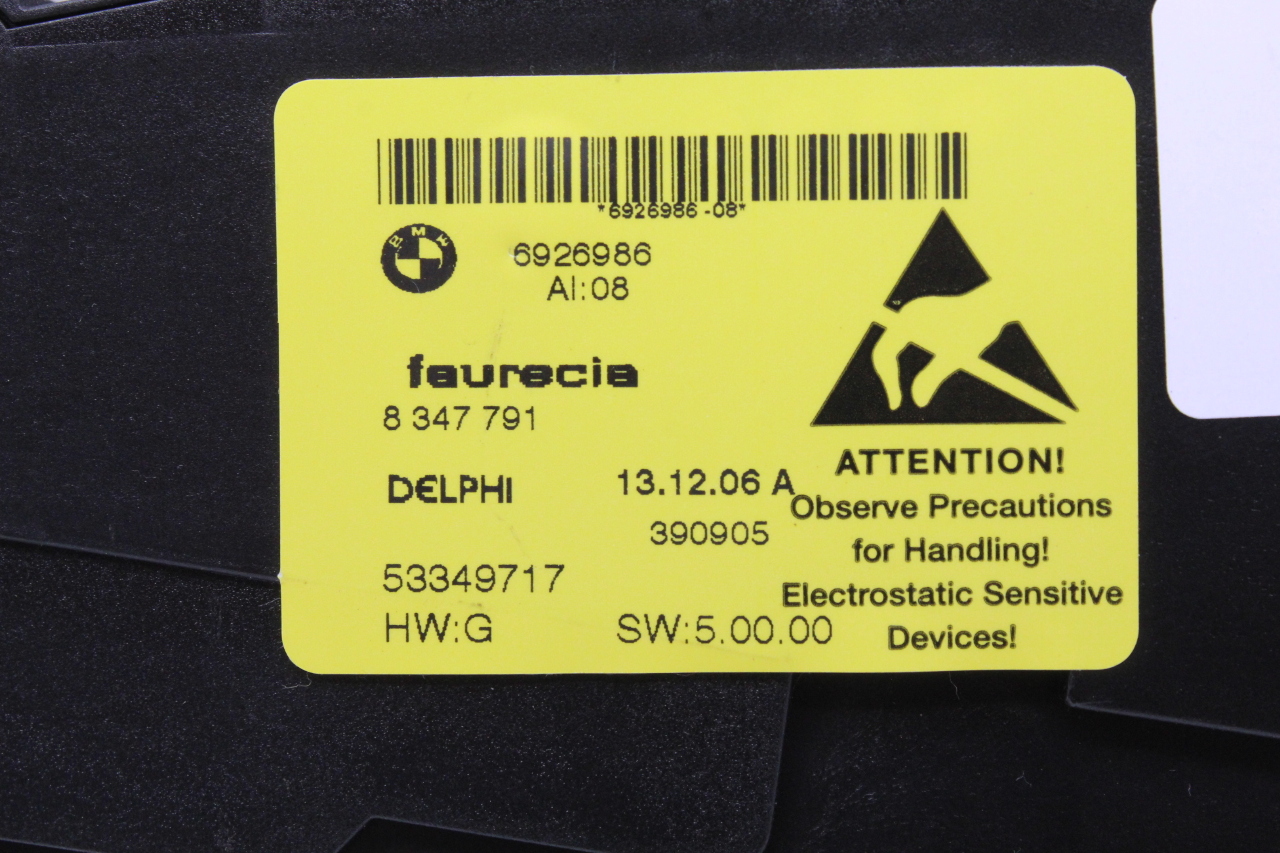 *6926986-08*
BMW
6926986
AI:08
faurecia
8 347 791
DELPHI
13.12.06 A
390905
53349717
HW:G
SW:5.00.00
ATTENTION!
Observe Precautions
for Handling!
Electrostatic Sensitive
Devices!